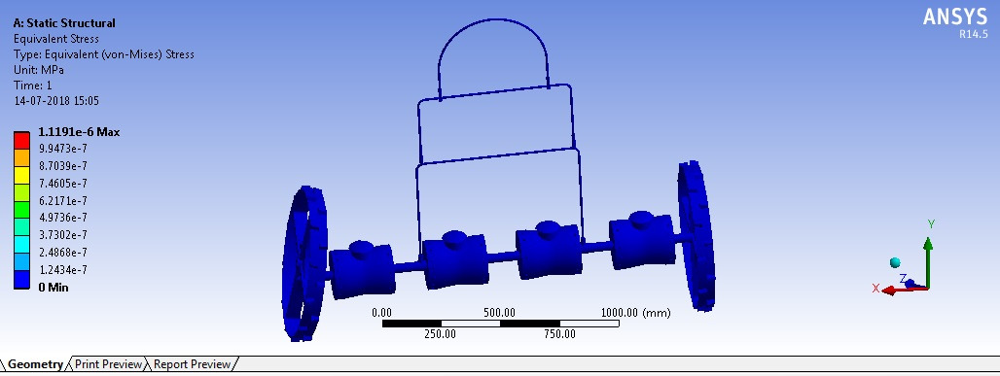 A: Static Structural
Equivalent Stress
Type: Equivalent (von-Mises) Stress
Unit: MPa
Time: 1
14-07-2018 15:05
1.1191e-6 Max
9.9473e-7
8.7039e-7
7.4605e-7
6.2171e-7
4.9736e-7
3.7302e-7
2.4868e-7
1.2434e-7
0 Min
ANSYS
R14.5
Y
Z
X
0.00 500.00 1000.00 (mm)
250.00 750.00
Geometry Print Preview Report Preview